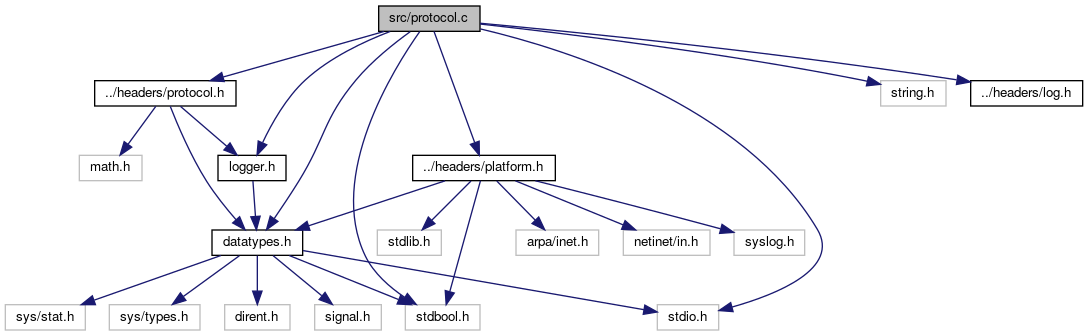 src/protocol.c
../headers/protocol.h
string.h
../headers/log.h
math.h
logger.h
../headers/platform.h
datatypes.h
stdlib.h
arpa/inet.h
netinet/in.h
syslog.h
sys/stat.h
sys/types.h
dirent.h
signal.h
stdbool.h
stdio.h